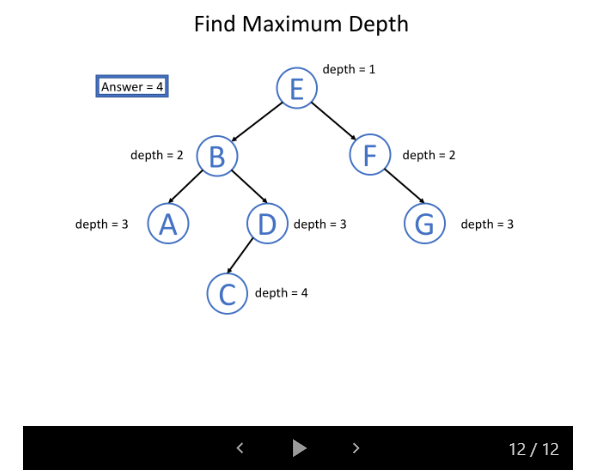 Find Maximum Depth
depth = 1
Answer = 4
E
depth = 2
B
F
depth = 2
depth = 3
A
D
depth = 3
G
depth = 3
C
depth = 4
12 / 12